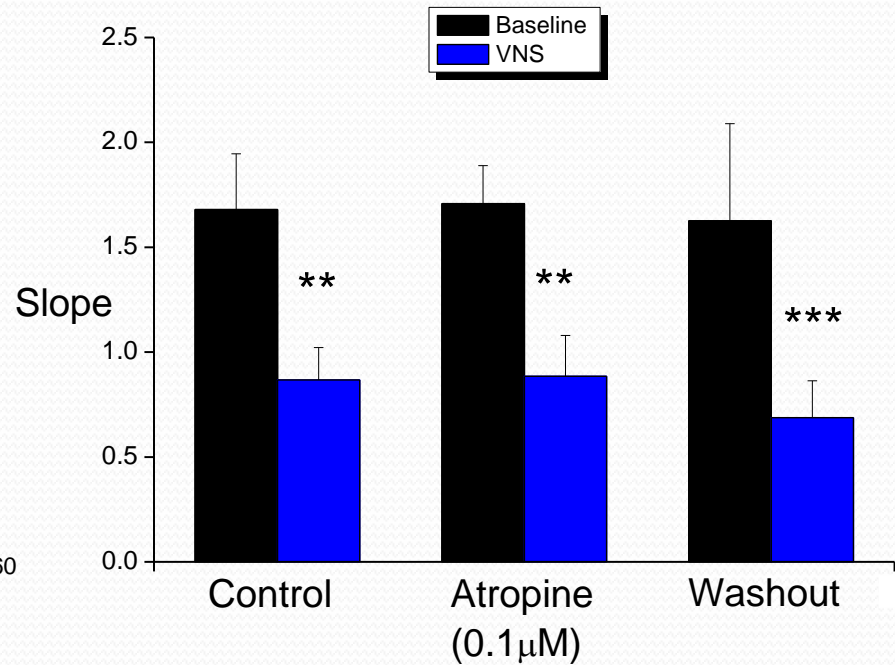 Baseline
VNS
2.5
2.0
1.5
1.0
0.5
0.0
Slope
**
**
***
Control
Atropine
(0.1μM)
Washout